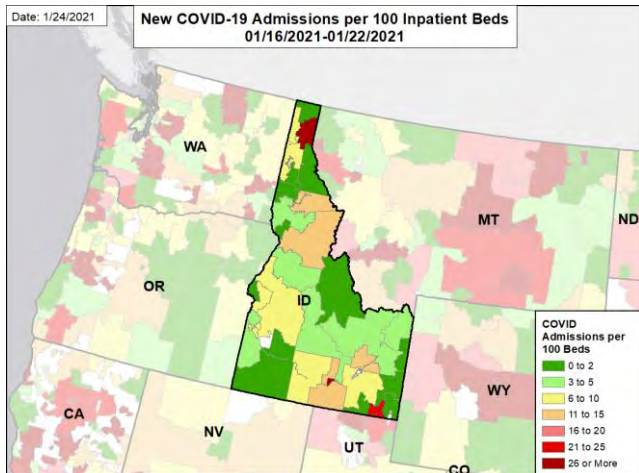 Date: 1/24/2021
New COVID-19 Admissions per 100 Inpatient Beds
01/16/2021-01/22/2021
WA
MT
ND
OR
ID
WY
CA
NV
UT
CO
COVID
Admissions per
100 Beds
0 to 2
3 to 5
6 to 10
11 to 15
16 to 20
21 to 25
26 or More